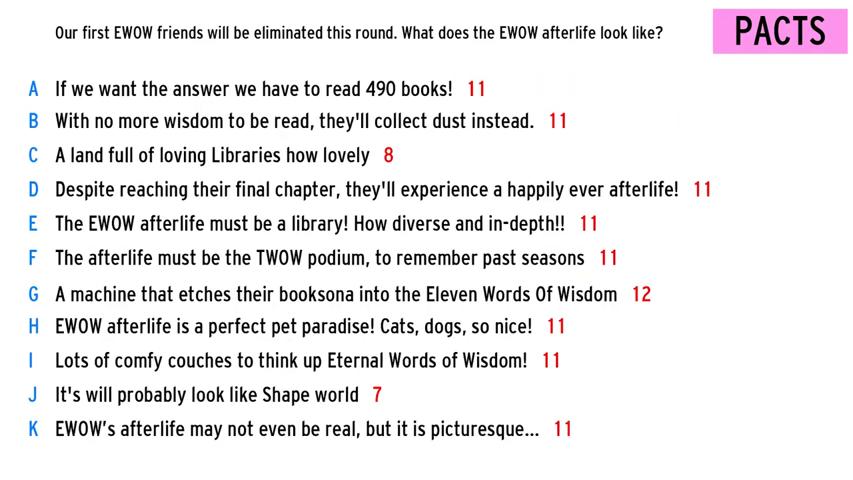 Our first EWOW friends will be eliminated this round. What does the EWOW afterlife look like?
PACTS
A If we want the answer we have to read 490 books! 11
B With no more wisdom to be read, they'll collect dust instead. 11
C A land full of loving Libraries how lovely 8
D Despite reaching their final chapter, they'll experience a happily ever afterlife! 11
E The EWOW afterlife must be a library! How diverse and in-depth!! 11
F The afterlife must be the TWOW podium, to remember past seasons 11
G A machine that etches their booksona into the Eleven Words Of Wisdom 12
H EWOW afterlife is a perfect pet paradise! Cats, dogs, so nice! 11
I Lots of comfy couches to think up Eternal Words of Wisdom! 11
J It's will probably look like Shape world 7
K EWOW's afterlife may not even be real, but it is picturesque... 11